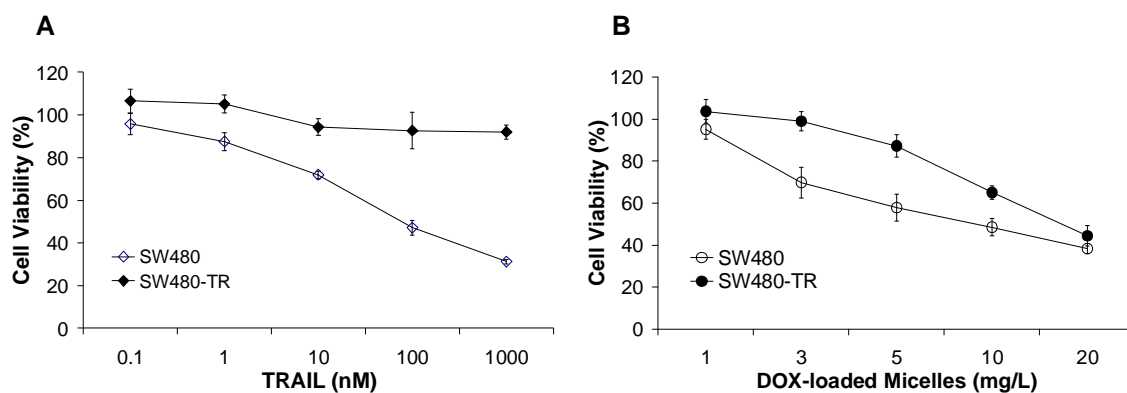 A
Cell Viability (%)
120
100
80
60
40
20
0
SW480
SW480-TR
0.1 1 10 100 1000
TRAIL (nM)
B
Cell Viability (%)
120
100
80
60
40
20
0
SW480
SW480-TR
1 3 5 10 20
DOX-loaded Micelles (mg/L)